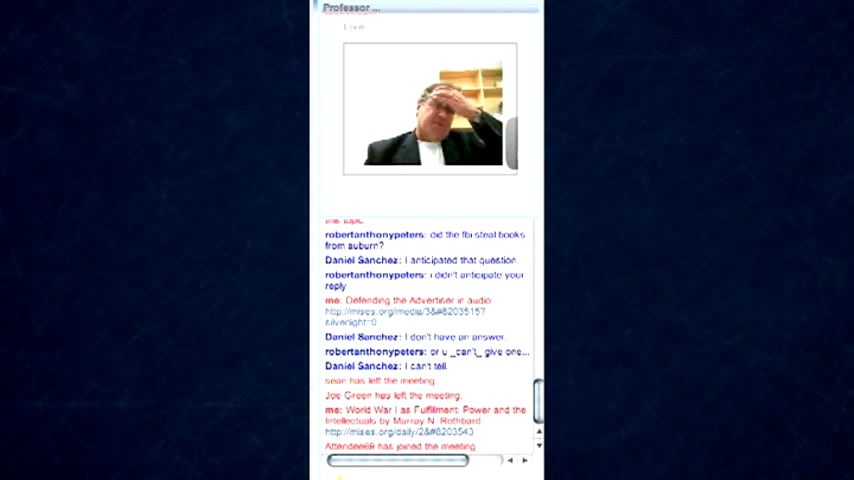 Professor ...
Live
this topic
robertanthonypeters: did the fbi steal books
from auburn?
Daniel Sanchez: I anticipated that question.
robertanthonypeters: i didn't anticipate your
reply
me: Defending the Advertiser in audio:
http://mises.org/media/3&#8203515?
silverlight=0
Daniel Sanchez: I don't have an answer.
robertanthonypeters: or u _can't_ give one...
Daniel Sanchez: I can't tell.
sean has left the meeting.
Joe Green has left the meeting.
me: World War I as Fulfillment: Power and the
Intellectuals by Murray N. Rothbard
http://mises.org/daily/2&#8203543
Attendee69 has joined the meeting